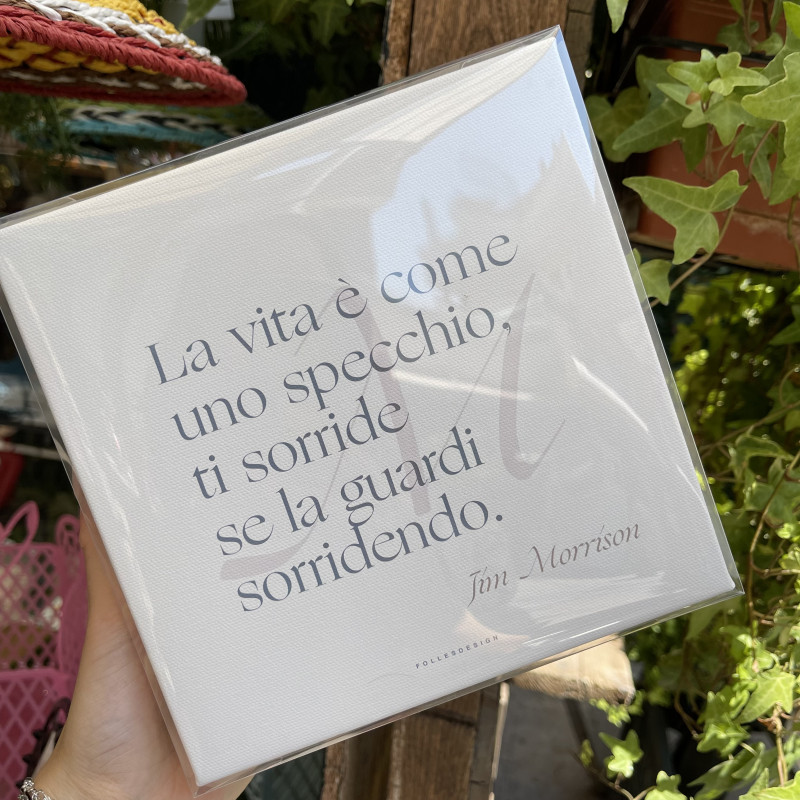 La vita è come
uno specchio,
ti sorride
se la guardi
sorridendo.
Jim Morrison
FOLLESDESIGN